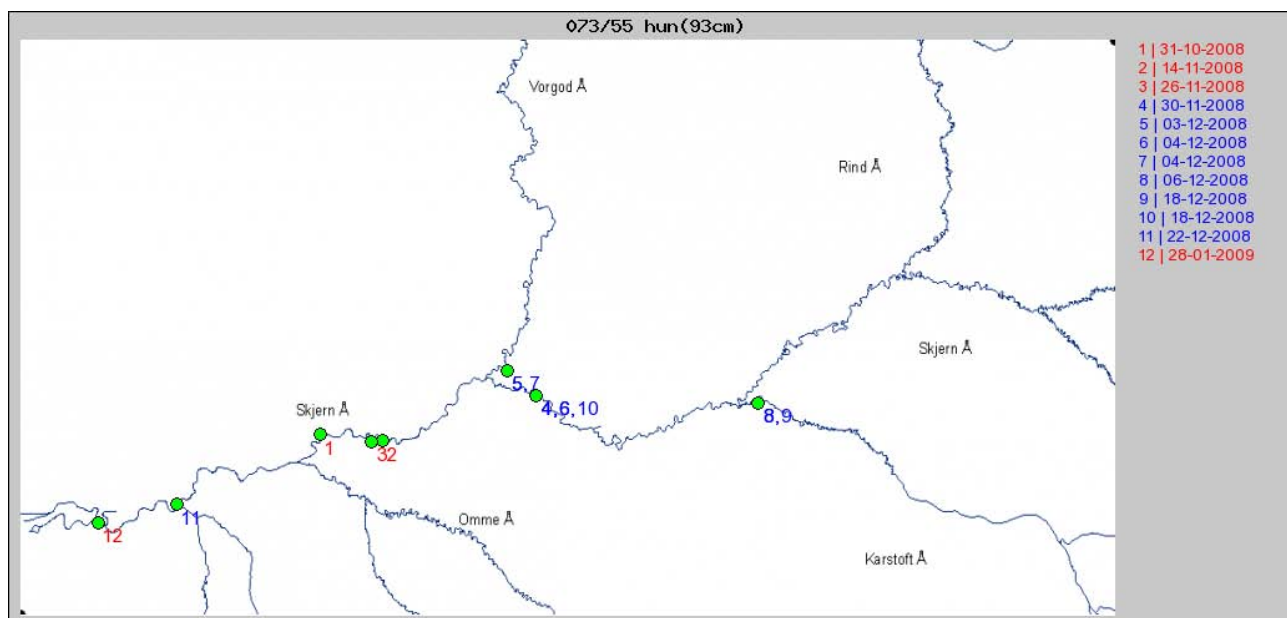 073/55 hun(93cm)
1 | 31-10-2008
2 | 14-11-2008
3 | 26-11-2008
4 | 30-11-2008
5 | 03-12-2008
6 | 04-12-2008
7 | 04-12-2008
8 | 06-12-2008
9 | 18-12-2008
10 | 18-12-2008
11 | 22-12-2008
12 | 28-01-2009
Vorgod Å
Rind Å
Skjern Å
5,7
4,6,10
8,9
Skjern Å
1
32
11
12
Omme Å
Karstoft Å